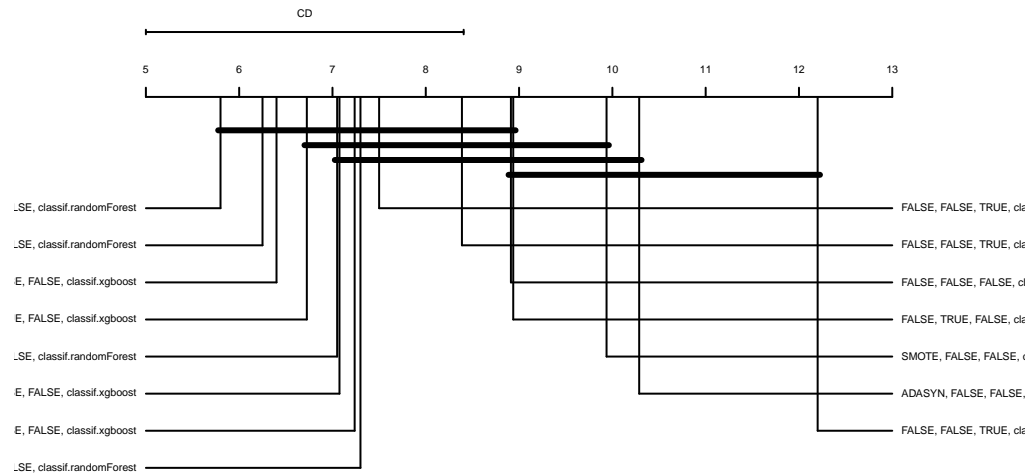 CD
5 6 7 8 9 10 11 12 13
LSE, classif.randomForest
FALSE, FALSE, TRUE, cla
LSE, classif.randomForest
FALSE, FALSE, TRUE, cla
E, FALSE, classif.xgboost
FALSE, FALSE, FALSE, cl
E, FALSE, classif.xgboost
FALSE, TRUE, FALSE, cla
LSE, classif.randomForest
SMOTE, FALSE, FALSE, c
E, FALSE, classif.xgboost
ADASYN, FALSE, FALSE,
E, FALSE, classif.xgboost
FALSE, FALSE, TRUE, cla
LSE, classif.randomForest